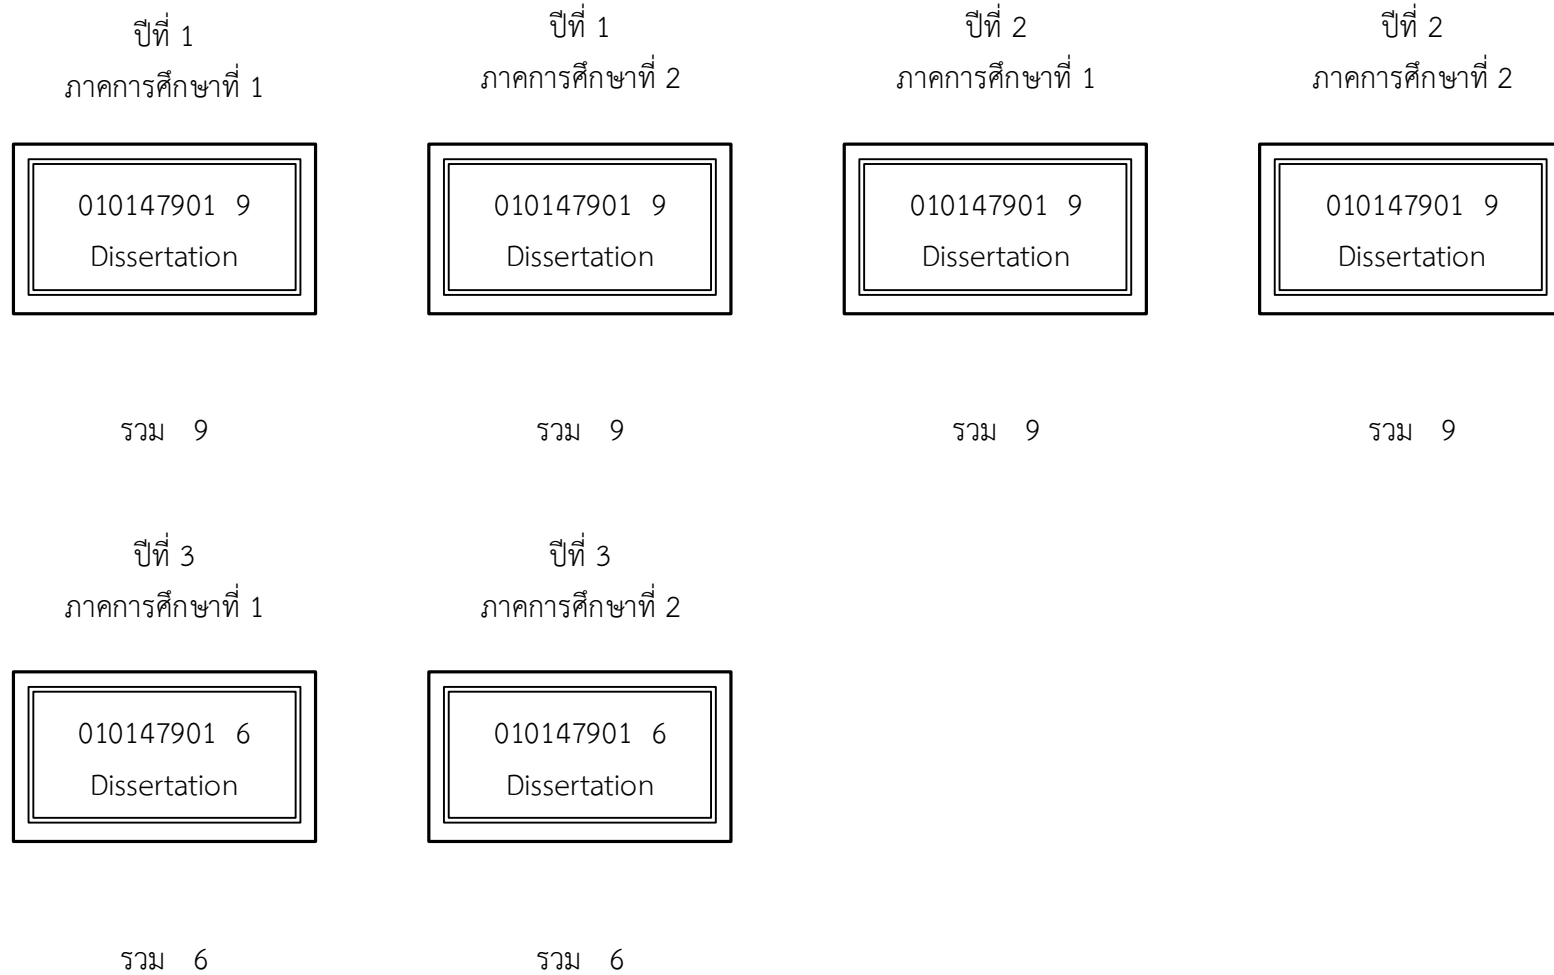 ปีที่ 1
ภาคการศึกษาที่ 1
010147901 9
Dissertation
รวม 9
ปีที่ 1
ภาคการศึกษาที่ 2
010147901 9
Dissertation
รวม 9
ปีที่ 2
ภาคการศึกษาที่ 1
010147901 9
Dissertation
รวม 9
ปีที่ 2
ภาคการศึกษาที่ 2
010147901 9
Dissertation
รวม 9
ปีที่ 3
ภาคการศึกษาที่ 1
010147901 6
Dissertation
รวม 6
ปีที่ 3
ภาคการศึกษาที่ 2
010147901 6
Dissertation
รวม 6